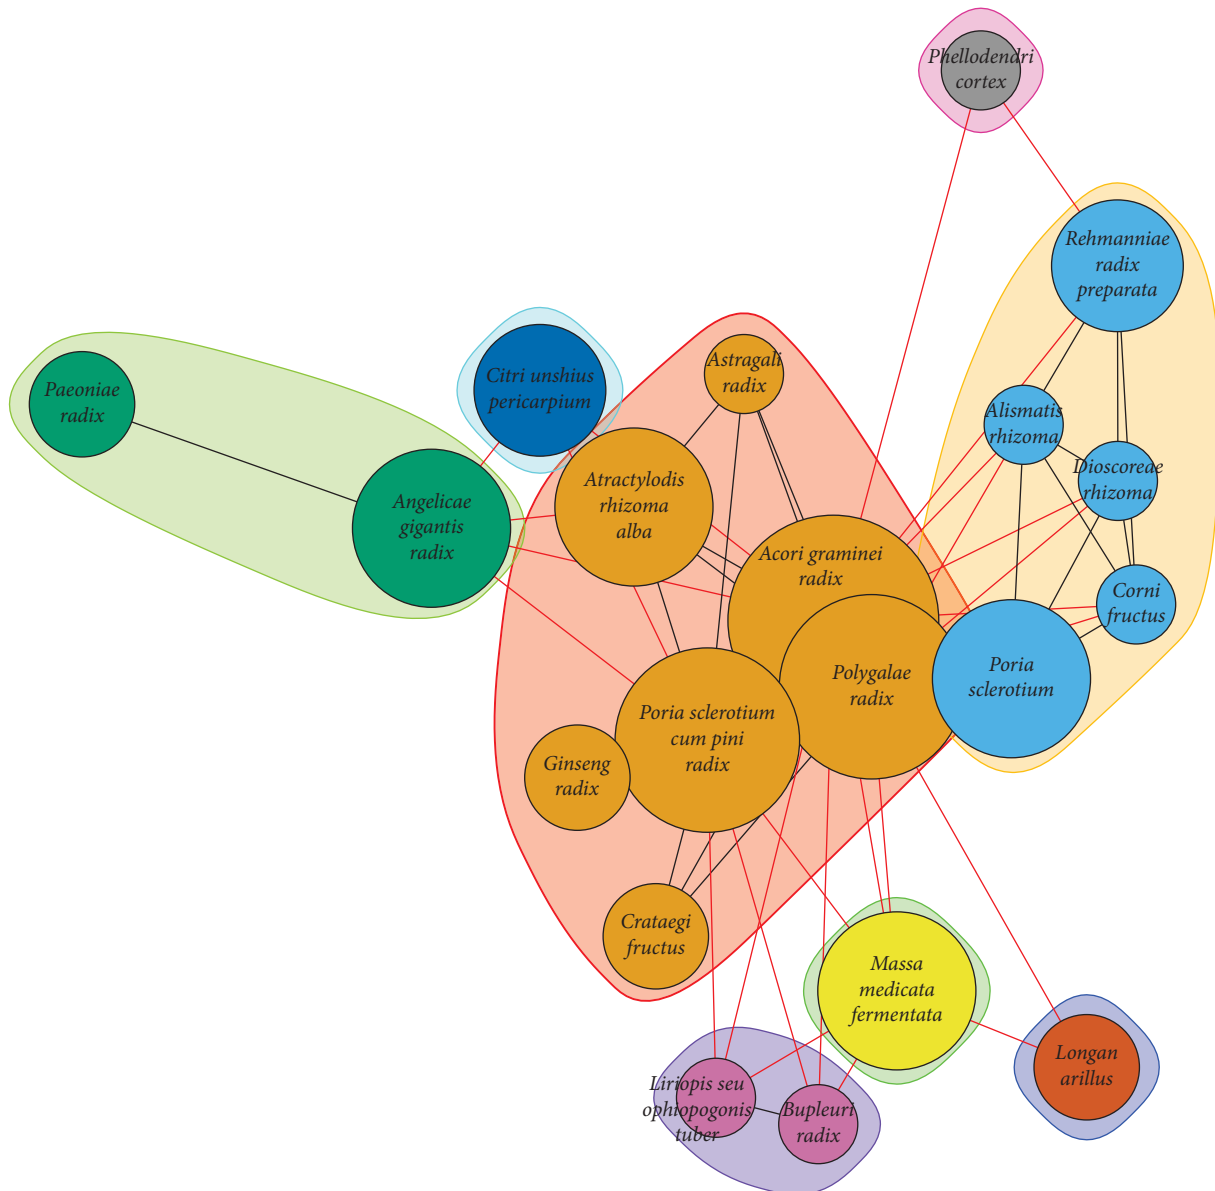 Phellodendri
cortex
Rehmanniae
radix
preparata
Paeoniae
radix
Citri unshius
pericarpium
Astragali
radix
Alismatis
rhizoma
Dioscoreae
rhizoma
Angelicae
gigantis
radix
Atractylodis
rhizoma
alba
Acori graminei
radix
Corni
fructus
Polygalae
radix
Poria
sclerotium
Poria sclerotium
cum pini
radix
Ginseng
radix
Crataegi
fructus
Massa
medicata
fermentata
Longan
arillus
Liriopis seu
ophiopogonis
tuber
Bupleuri
radix